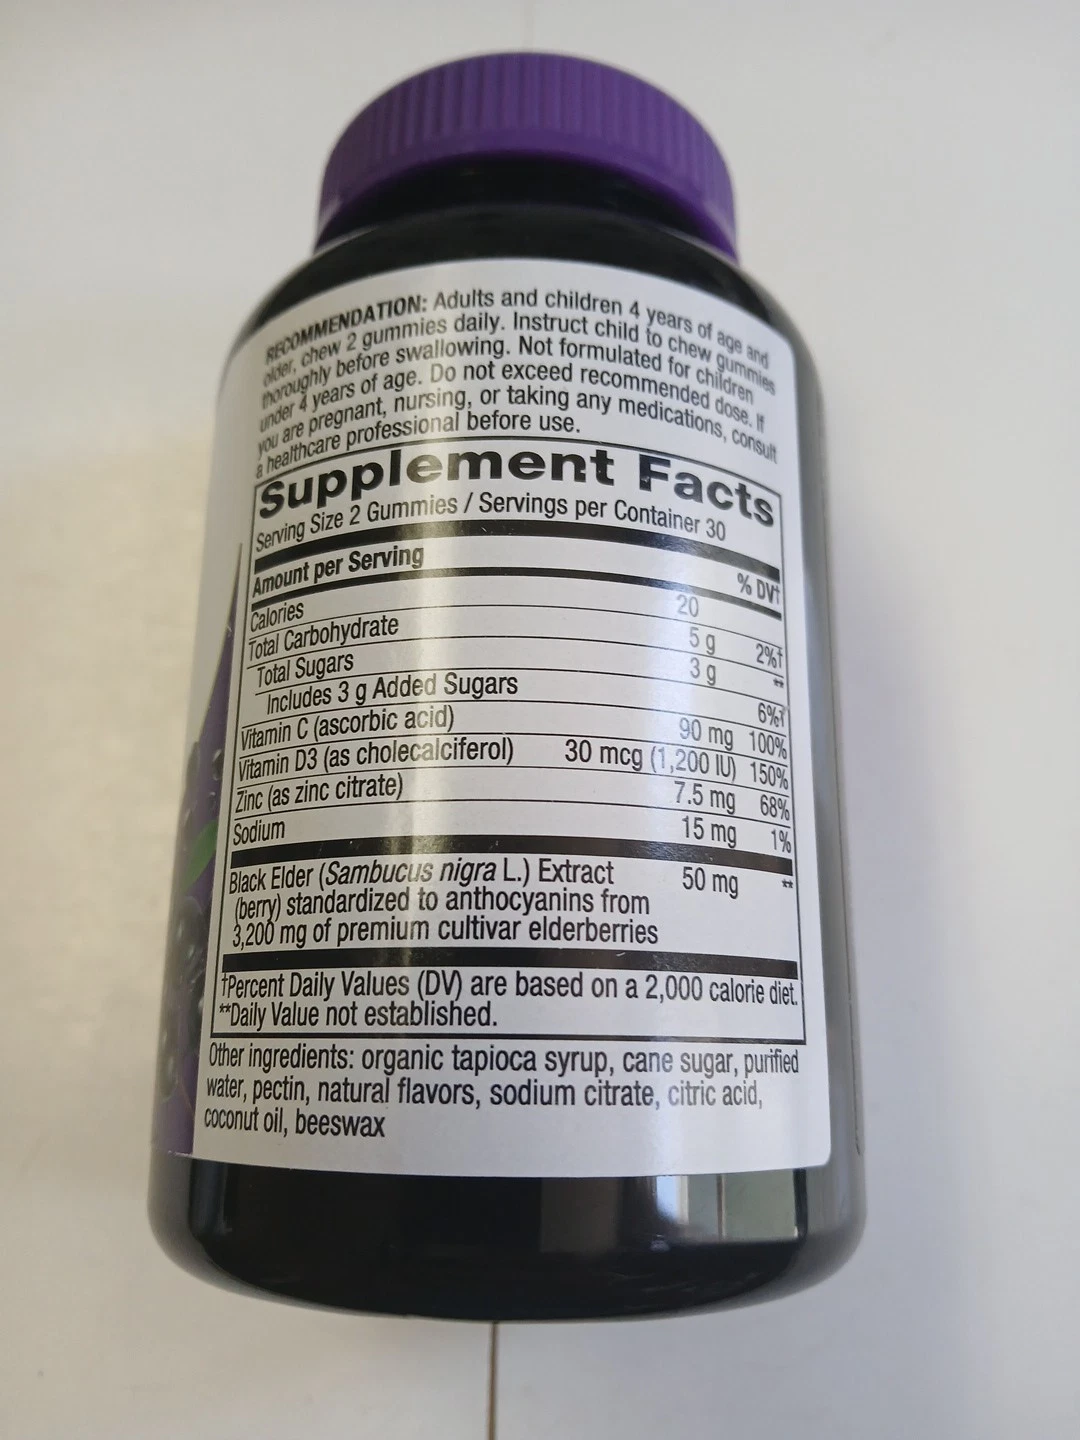 RECOMMENDATION: Adults and children 4 years of age and
older, chew 2 gummies daily. Instruct child to chew gummies
thoroughly before swallowing. Not formulated for children
under 4 years of age. Do not exceed recommended dose. If
you are pregnant, nursing, or taking any medications, consult
a healthcare professional before use.
Supplement Facts
Serving Size 2 Gummies / Servings per Container 30
Amount per Serving % DV†
Calories 20
Total Carbohydrate 5 g 2%†
Total Sugars 3 g **
Includes 3 g Added Sugars 6%†
Vitamin C (ascorbic acid) 90 mg 100%
Vitamin D3 (as cholecalciferol) 30 mcg (1,200 IU) 150%
Zinc (as zinc citrate) 7.5 mg 68%
Sodium 15 mg 1%
Black Elder (Sambucus nigra L.) Extract 50 mg **
(berry) standardized to anthocyanins from
3,200 mg of premium cultivar elderberries
†Percent Daily Values (DV) are based on a 2,000 calorie diet.
**Daily Value not established.
Other ingredients: organic tapioca syrup, cane sugar, purified
water, pectin, natural flavors, sodium citrate, citric acid,
coconut oil, beeswax